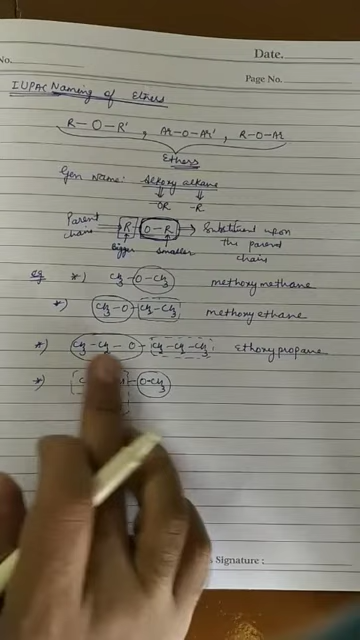 No.
Date.
Page No.
IUPAC Naming of Ethers
R-O-R', Ar-O-Ar', R-O-Ar
Ethers
Gen Name: Alkoxy alkane
-OR -R
Parent chain R O-R Substituent upon the parent chain
Bigger smaller
eg *) CH3-O-CH3 methoxymethane
*) CH3-O-CH2-CH3 methoxyethane
*) CH3-CH2-O-CH2-CH2-CH3 Ethoxypropane
*) -O-CH3
Signature :